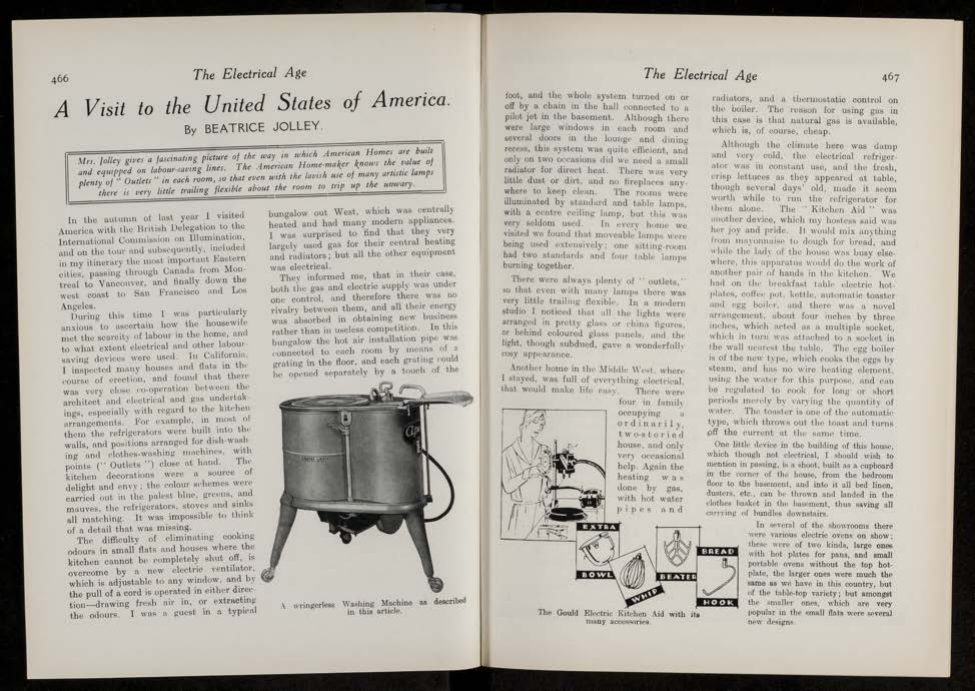 466
The Electrical Age
A Visit to the United States of America.
By BEATRICE JOLLEY.
Mrs. Jolley gives a fascinating picture of the way in which American Homes are built
and equipped on labour-saving lines. The American Home-maker knows the value of
plenty of " Outlets " in each room, so that even with the lavish use of many artistic lamps
there is very little trailing flexible about the room to trip up the unwary.
In the autumn of last year I visited
America with the British Delegation to the
International Commission on Illumination,
and on the tour and subsequently, included
in my itinerary the most important Eastern
cities, passing through Canada from Mon-
treal to Vancouver, and finally down the
west coast to San Francisco and Los
Angeles.
During this time I was particularly
anxious to ascertain how the housewife
met the scarcity of labour in the home, and
to what extent electrical and other labour-
saving devices were used. In California,
I inspected many houses and flats in the
course of erection, and found that there
was very close co-operation between the
architect and electrical and gas undertak-
ings, especially with regard to the kitchen
arrangements. For example, in most of
them the refrigerators were built into the
walls, and positions arranged for dish-wash-
ing and clothes-washing machines, with
points (" Outlets ") close at hand. The
kitchen decorations were a source of
delight and envy; the colour schemes were
carried out in the palest blue, greens, and
mauves, the refrigerators, stoves and sinks
all matching. It was impossible to think
of a detail that was missing.
The difficulty of eliminating cooking
odours in small flats and houses where the
kitchen cannot be completely shut off, is
overcome by a new electric ventilator,
which is adjustable to any window, and by
the pull of a cord is operated in either direc-
tion—drawing fresh air in, or extracting
the odours. I was a guest in a typical
bungalow out West, which was centrally
heated and had many modern appliances.
I was surprised to find that they very
largely used gas for their central heating
and radiators; but all the other equipment
was electrical.
They informed me, that in their case,
both the gas and electric supply was under
one control, and therefore there was no
rivalry between them, and all their energy
was absorbed in obtaining new business
rather than in useless competition. In this
bungalow the hot air installation pipe was
connected to each room by means of a
grating in the floor, and each grating could
be opened separately by a touch of the
A wringerless Washing Machine as described
in this article.
The Electrical Age
467
foot, and the whole system turned on or
off by a chain in the hall connected to a
pilot jet in the basement. Although there
were large windows in each room and
several doors in the lounge and dining
recess, this system was quite efficient, and
only on two occasions did we need a small
radiator for direct heat. There was very
little dust or dirt, and no fireplaces any-
where to keep clean. The rooms were
illuminated by standard and table lamps,
with a centre ceiling lamp, but this was
very seldom used. In every home we
visited we found that moveable lamps were
being used extensively; one sitting-room
had two standards and four table lamps
burning together.
There were always plenty of " outlets,"
so that even with many lamps there was
very little trailing flexible. In a modern
studio I noticed that all the lights were
arranged in pretty glass or china figures,
or behind coloured glass panels, and the
light, though subdued, gave a wonderfully
cosy appearance.
Another home in the Middle West, where
I stayed, was full of everything electrical,
that would make life easy. There were
four in family
occupying a
ordinarily,
two-storied
house, and only
very occasional
help. Again the
heating was
done by gas,
with hot water
pipes and
EXTRA
BOWL
WHIP
BEATER
BREAD
HOOK
The Gould Electric Kitchen Aid with its
many accessories.
radiators, and a thermostatic control on
the boiler. The reason for using gas in
this case is that natural gas is available,
which is, of course, cheap.
Although the climate here was damp
and very cold, the electrical refriger-
ator was in constant use, and the fresh,
crisp lettuces as they appeared at table,
though several days' old, made it seem
worth while to run the refrigerator for
them alone. The " Kitchen Aid " was
another device, which my hostess said was
her joy and pride. It would mix anything
from mayonnaise to dough for bread, and
while the lady of the house was busy else-
where, this apparatus would do the work of
another pair of hands in the kitchen. We
had on the breakfast table electric hot-
plates, coffee pot, kettle, automatic toaster
and egg boiler, and there was a novel
arrangement, about four inches by three
inches, which acted as a multiple socket,
which in turn was attached to a socket in
the wall nearest the table. The egg boiler
is of the new type, which cooks the eggs by
steam, and has no wire heating element,
using the water for this purpose, and can
be regulated to cook for long or short
periods merely by varying the quantity of
water. The toaster is one of the automatic
type, which throws out the toast and turns
off the current at the same time.
One little device in the building of this house,
which though not electrical, I should wish to
mention in passing, is a shoot, built as a cupboard
in the corner of the house, from the bedroom
floor to the basement, and into it all bed linen,
dusters, etc., can be thrown and landed in the
clothes basket in the basement, thus saving all
carrying of bundles downstairs.
In several of the showrooms there
were various electric ovens on show;
these were of two kinds, large ones
with hot plates for pans, and small
portable ovens without the top hot-
plate, the larger ones were much the
same as we have in this country, but
of the table-top variety; but amongst
the smaller ones, which are very
popular in the small flats were several
new designs.